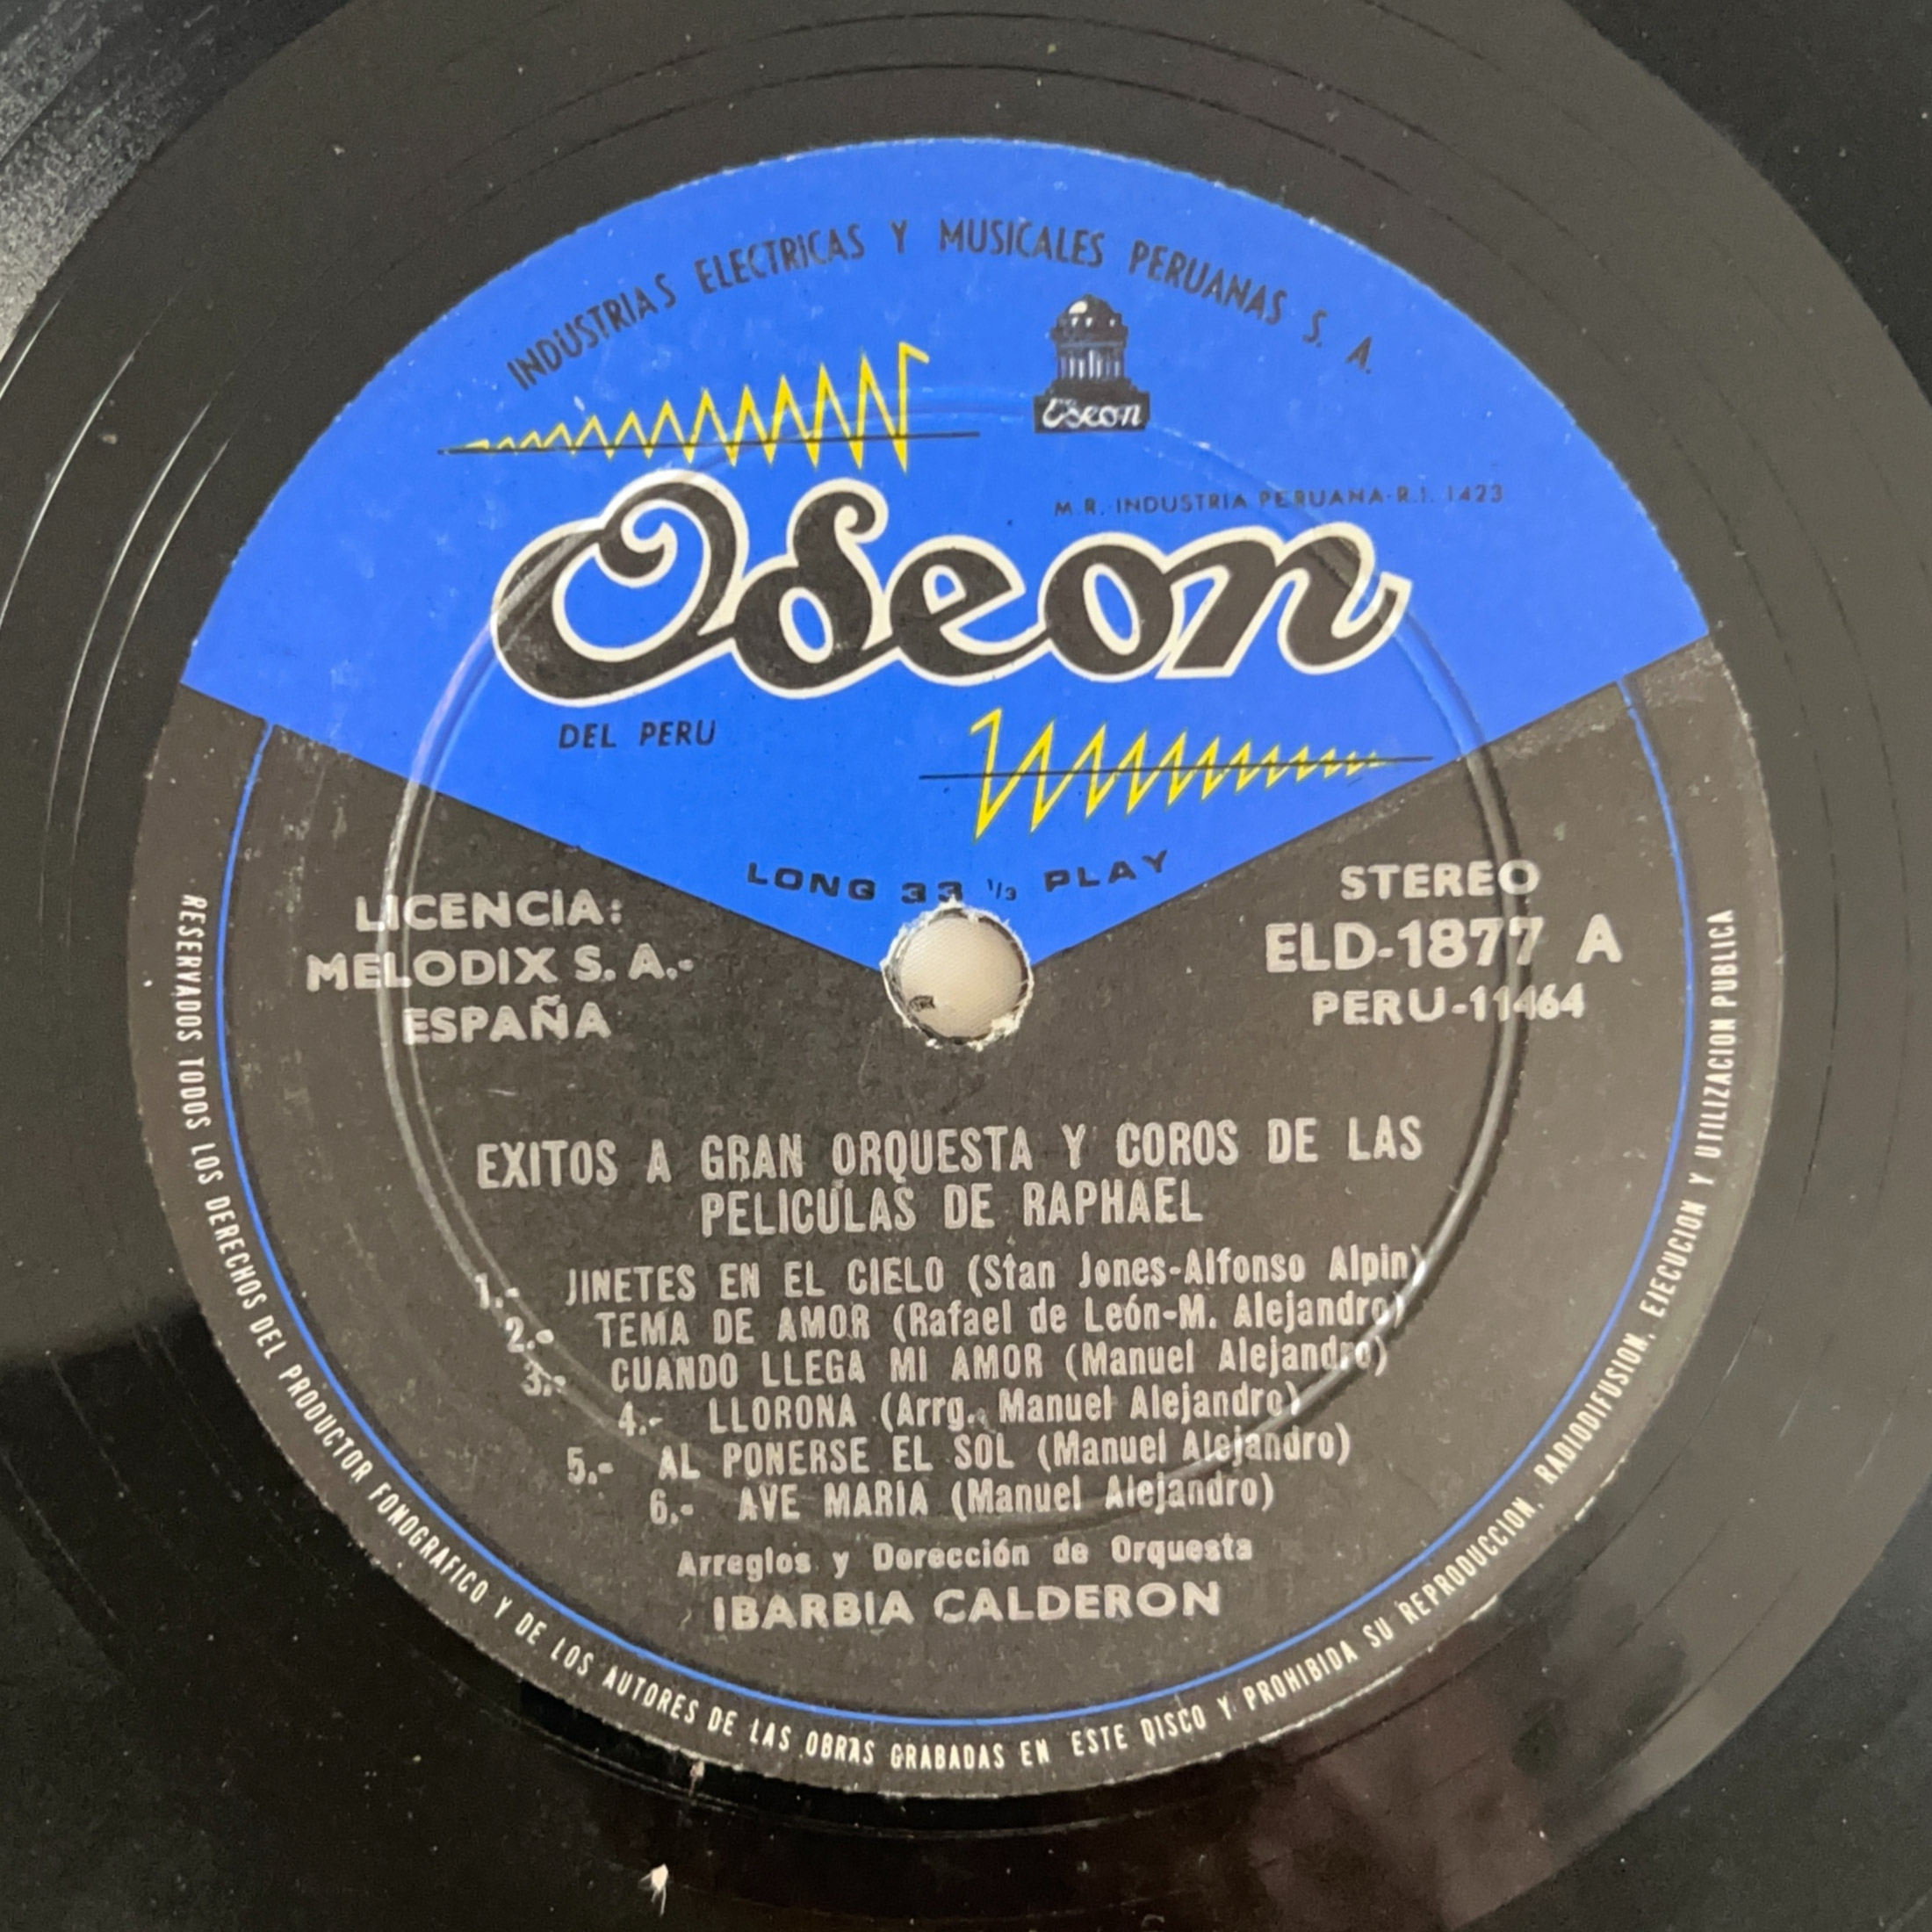 INDUSTRIAS ELECTRICAS Y MUSICALES PERUANAS S. A.
Odeon
M.R. INDUSTRIA PERUANA-R.I. 1423
Odeon
DEL PERU
LONG 33 1/3 PLAY
LICENCIA:
MELODIX S. A.-
ESPAÑA
STEREO
ELD-1877 A
PERU-11464
EXITOS A GRAN ORQUESTA Y COROS DE LAS
PELICULAS DE RAPHAEL
1.- JINETES EN EL CIELO (Stan Jones-Alfonso Alpin)
2.- TEMA DE AMOR (Rafael de León-M. Alejandro)
3.- CUANDO LLEGA MI AMOR (Manuel Alejandro)
4.- LLORONA (Arrg. Manuel Alejandro)
5.- AL PONERSE EL SOL (Manuel Alejandro)
6.- AVE MARIA (Manuel Alejandro)
Arreglos y Dorección de Orquesta
IBARBIA CALDERON
RESERVADOS TODOS LOS DERECHOS DEL PRODUCTOR FONOGRAFICO Y DE LOS AUTORES DE LAS OBRAS GRABADAS EN ESTE DISCO Y PROHIBIDA SU REPRODUCCION, RADIODIFUSION, EJECUCION Y UTILIZACION PUBLICA